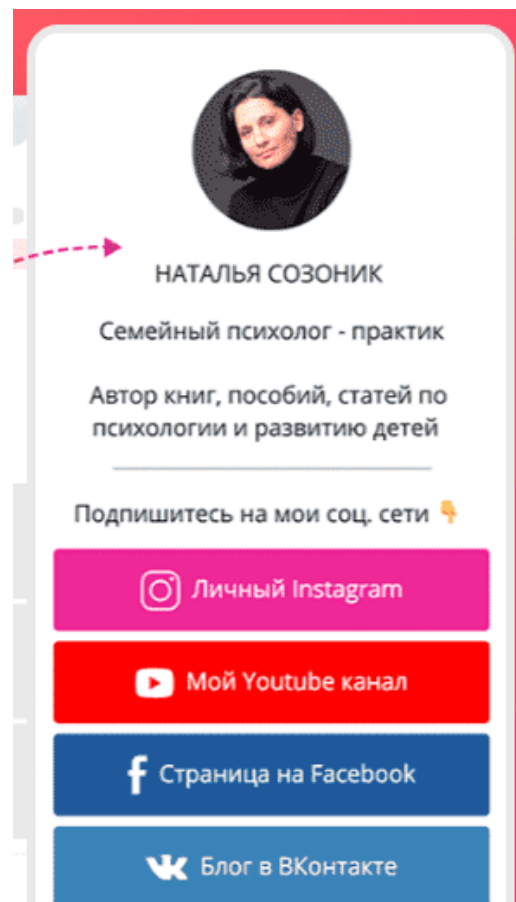 НАТАЛЬЯ СОЗОНИК
Семейный психолог - практик
Автор книг, пособий, статей по
психологии и развитию детей
Подпишитесь на мои соц. сети 👇
Личный Instagram
Мой Youtube канал
Страница на Facebook
Блог в ВКонтакте